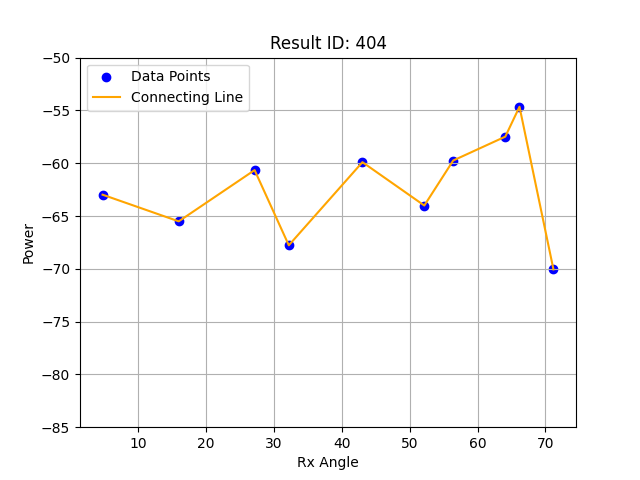 Result ID: 404
Data Points
Connecting Line
−50
−55
−60
−65
−70
−75
−80
−85
Power
10 20 30 40 50 60 70
Rx Angle